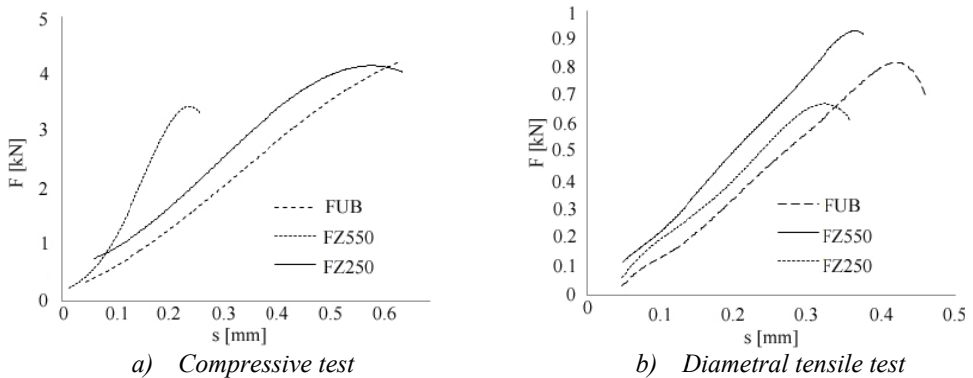 5
4
3
2
1
0
F [kN]
FUB
FZ550
FZ250
0 0.1 0.2 0.3 0.4 0.5 0.6
s [mm]
a) Compressive test
1
0.9
0.8
0.7
0.6
0.5
0.4
0.3
0.2
0.1
0
F [kN]
FUB
FZ550
FZ250
0 0.1 0.2 0.3 0.4 0.5
s [mm]
b) Diametral tensile test